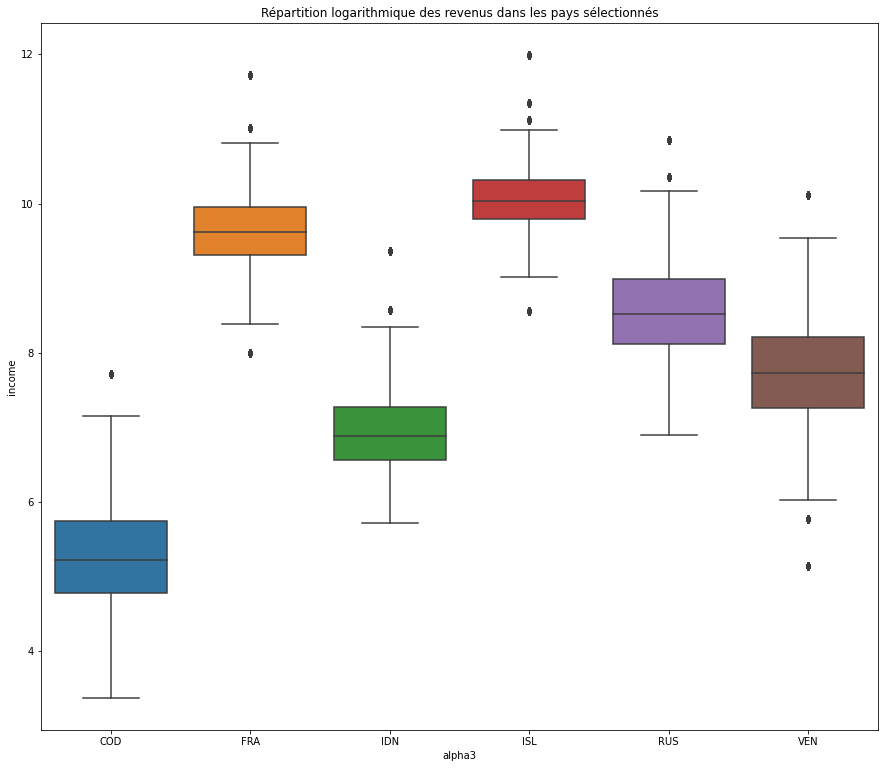 Répartition logarithmique des revenus dans les pays sélectionnés
12
10
8
6
4
income
COD FRA IDN ISL RUS VEN
alpha3